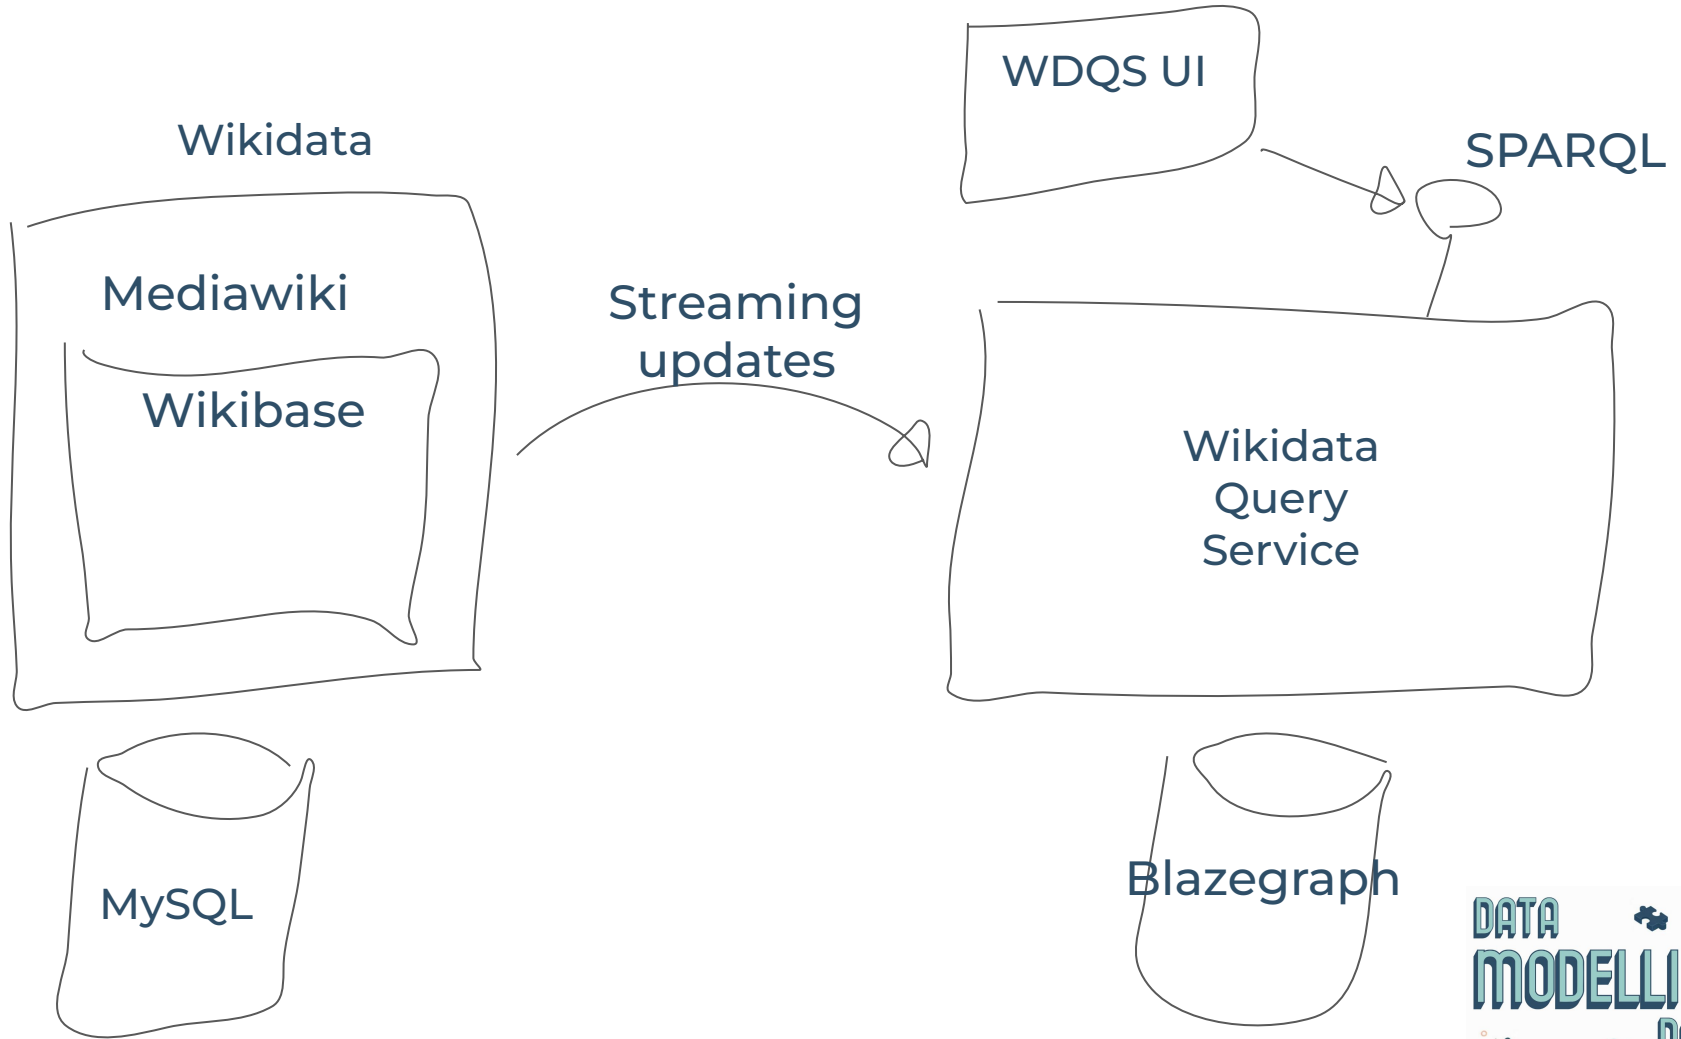 WDQS UI
Wikidata
SPARQL
Mediawiki
Streaming
updates
Wikibase
Wikidata
Query
Service
MySQL
Blazegraph
DATA
MODELLI